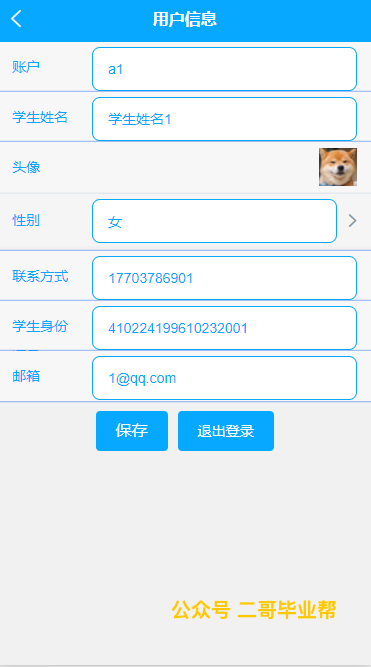 用户信息
账户 a1
学生姓名 学生姓名1
头像
性别 女
联系方式 17703786901
学生身份 410224199610232001
邮箱 1@qq.com
保存 退出登录
公众号 二哥毕业帮